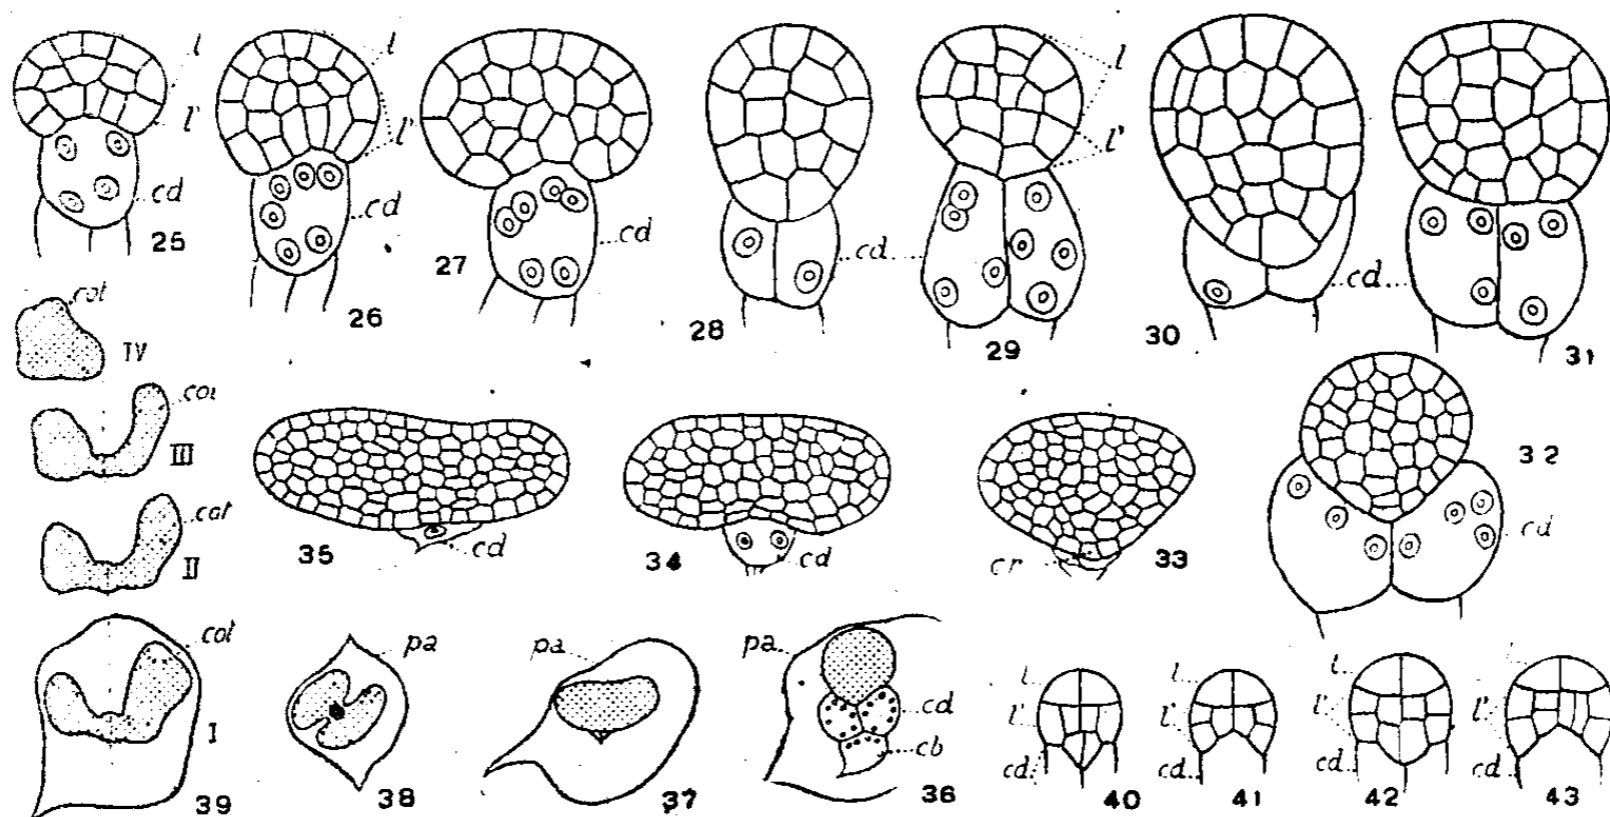 l l l
l' l' l'
cd cd cd cd cd
25 26 27 28 29 30 31
cot IV
cot III
cot II
35 cd 34 cd cr 33 32 cd
cot I pa pa pa cd cb
39 38 37 36
l l' cd 40
l l' cd 41
l l' cd 42
l l' cd 43